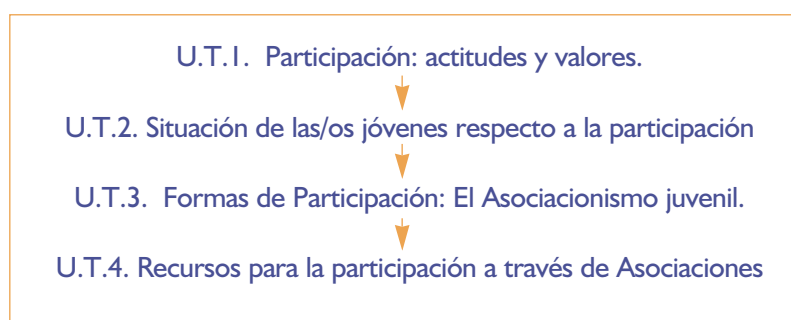 U.T.1. Participación: actitudes y valores.
U.T.2. Situación de las/os jóvenes respecto a la participación
U.T.3. Formas de Participación: El Asociacionismo juvenil.
U.T.4. Recursos para la participación a través de Asociaciones